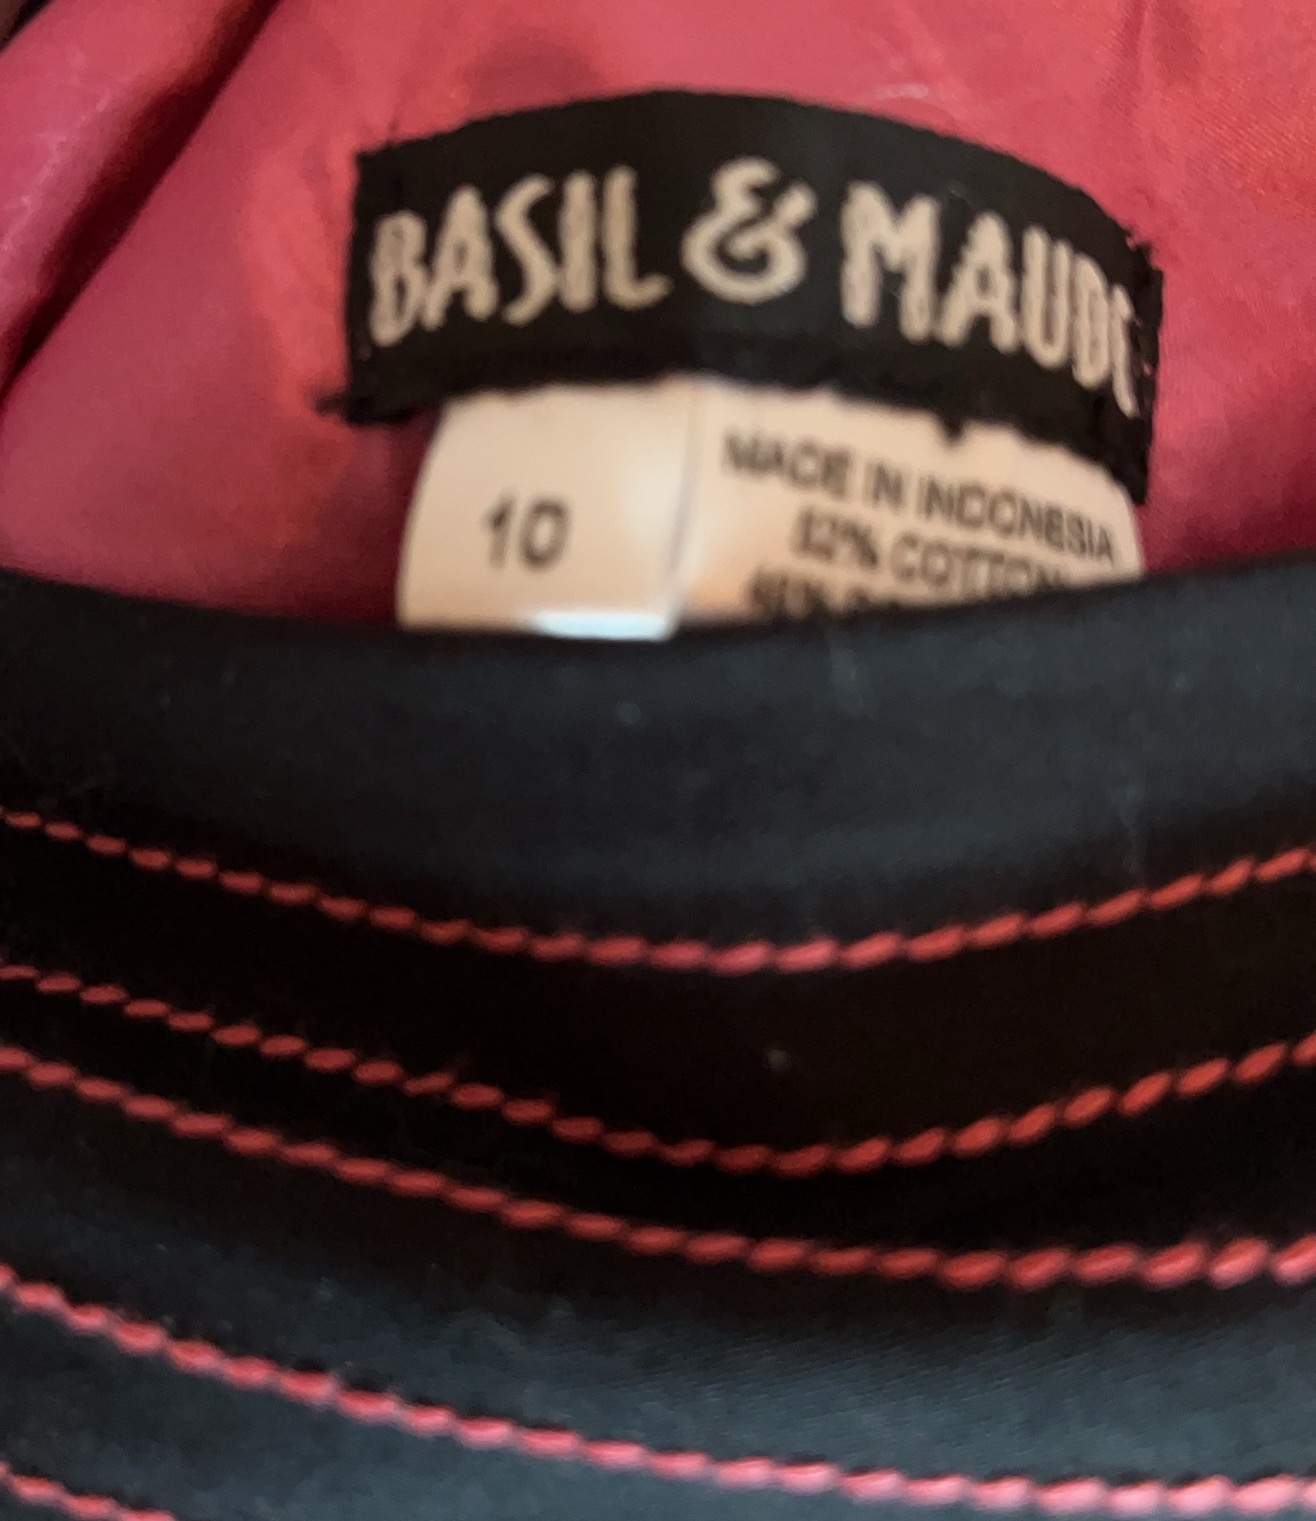 BASIL & MAUDE
10
MADE IN INDONESIA
52% COTTON